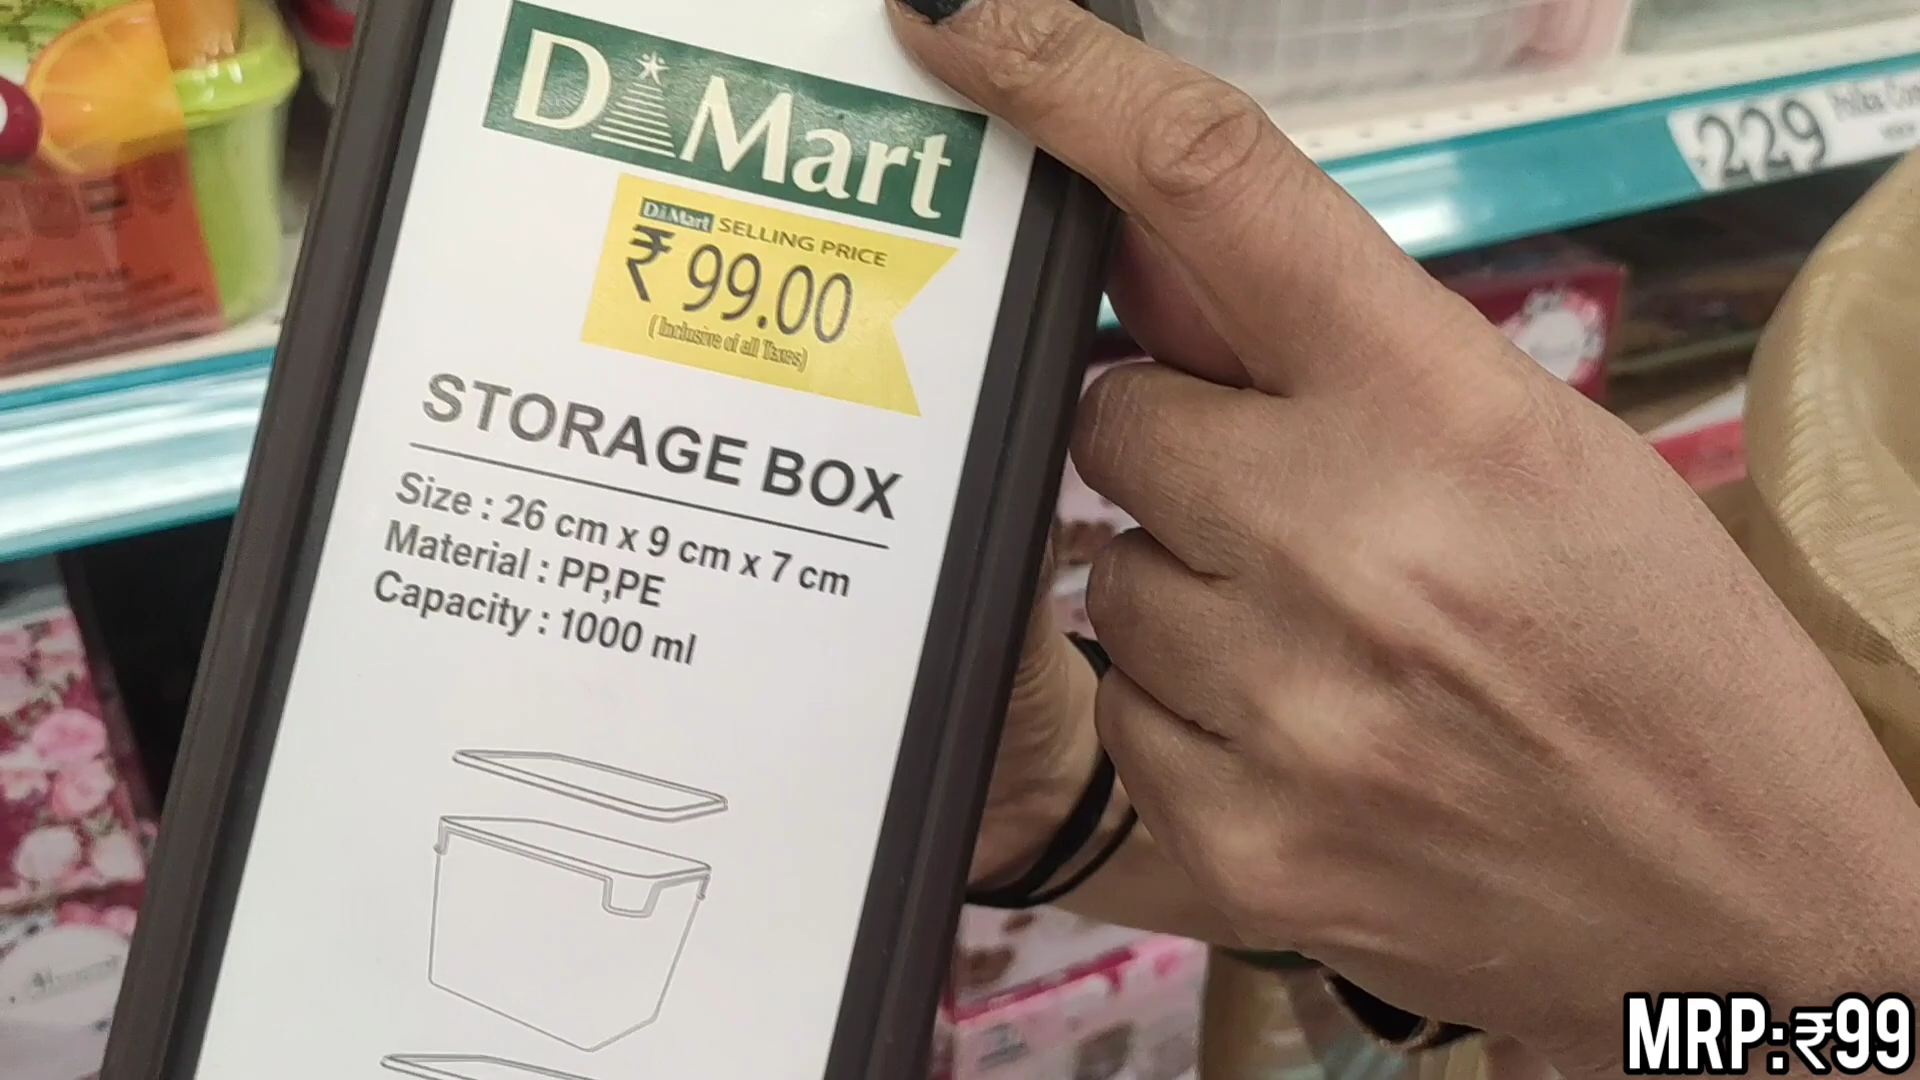 D Mart
D Mart SELLING PRICE
₹ 99.00
(Inclusive of all Taxes)
STORAGE BOX
Size : 26 cm x 9 cm x 7 cm
Material : PP,PE
Capacity : 1000 ml
229
MRP:₹99